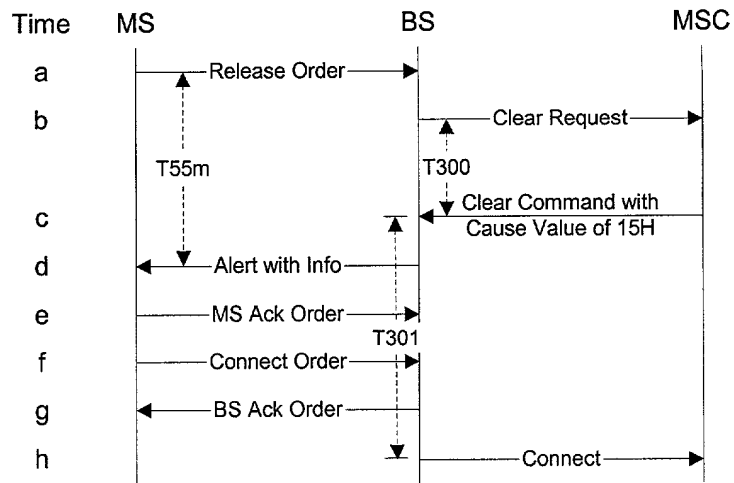 Time MS BS MSC
a Release Order
b Clear Request
T55m T300
c Clear Command with
Cause Value of 15H
d Alert with Info
e MS Ack Order
T301
f Connect Order
g BS Ack Order
h Connect